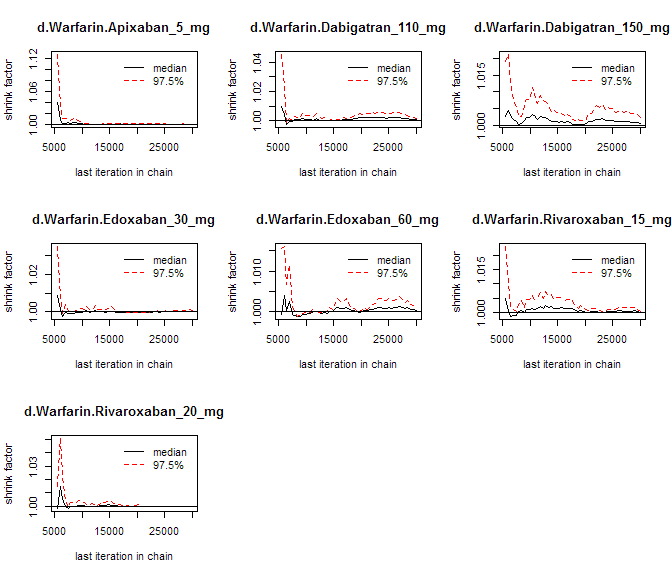 d.Warfarin.Apixaban_5_mg
shrink factor
1.00 1.06 1.12
median
97.5%
5000 15000 25000
last iteration in chain
d.Warfarin.Dabigatran_110_mg
shrink factor
1.00 1.02 1.04
median
97.5%
5000 15000 25000
last iteration in chain
d.Warfarin.Dabigatran_150_mg
shrink factor
1.000 1.015
median
97.5%
5000 15000 25000
last iteration in chain
d.Warfarin.Edoxaban_30_mg
shrink factor
1.00 1.02
median
97.5%
5000 15000 25000
last iteration in chain
d.Warfarin.Edoxaban_60_mg
shrink factor
1.000 1.010
median
97.5%
5000 15000 25000
last iteration in chain
d.Warfarin.Rivaroxaban_15_mg
shrink factor
1.000 1.015
median
97.5%
5000 15000 25000
last iteration in chain
d.Warfarin.Rivaroxaban_20_mg
shrink factor
1.00 1.03
median
97.5%
5000 15000 25000
last iteration in chain